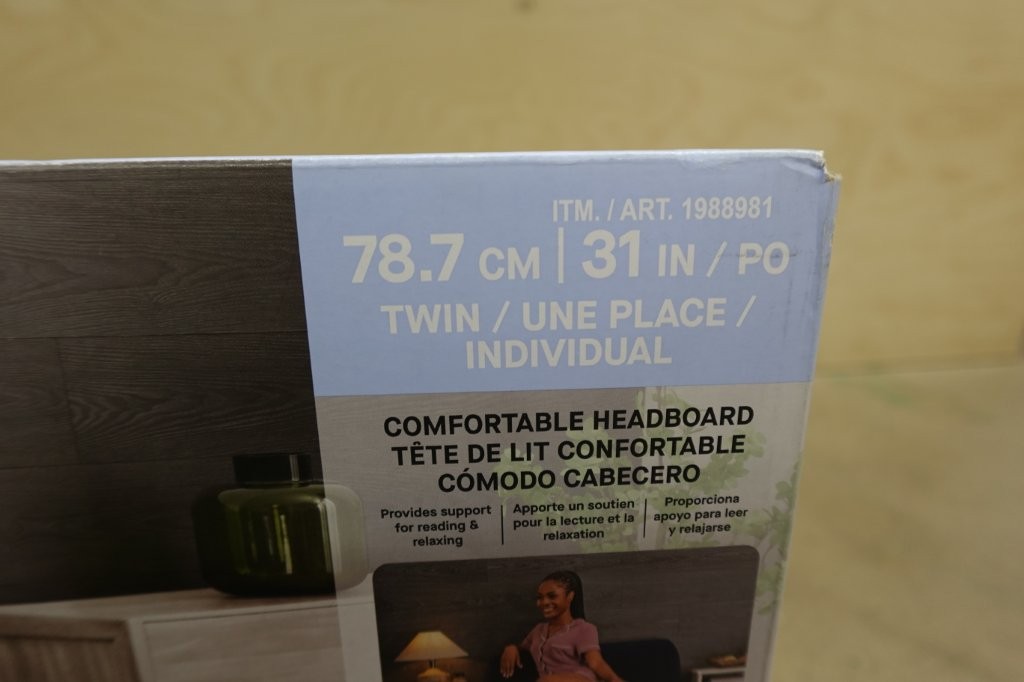 ITM. / ART. 1988981
78.7 CM | 31 IN / PO
TWIN / UNE PLACE /
INDIVIDUAL
COMFORTABLE HEADBOARD
TÊTE DE LIT CONFORTABLE
CÓMODO CABECERO
Provides support
for reading &
relaxing
Apporte un soutien
pour la lecture et la
relaxation
Proporciona
apoyo para leer
y relajarse